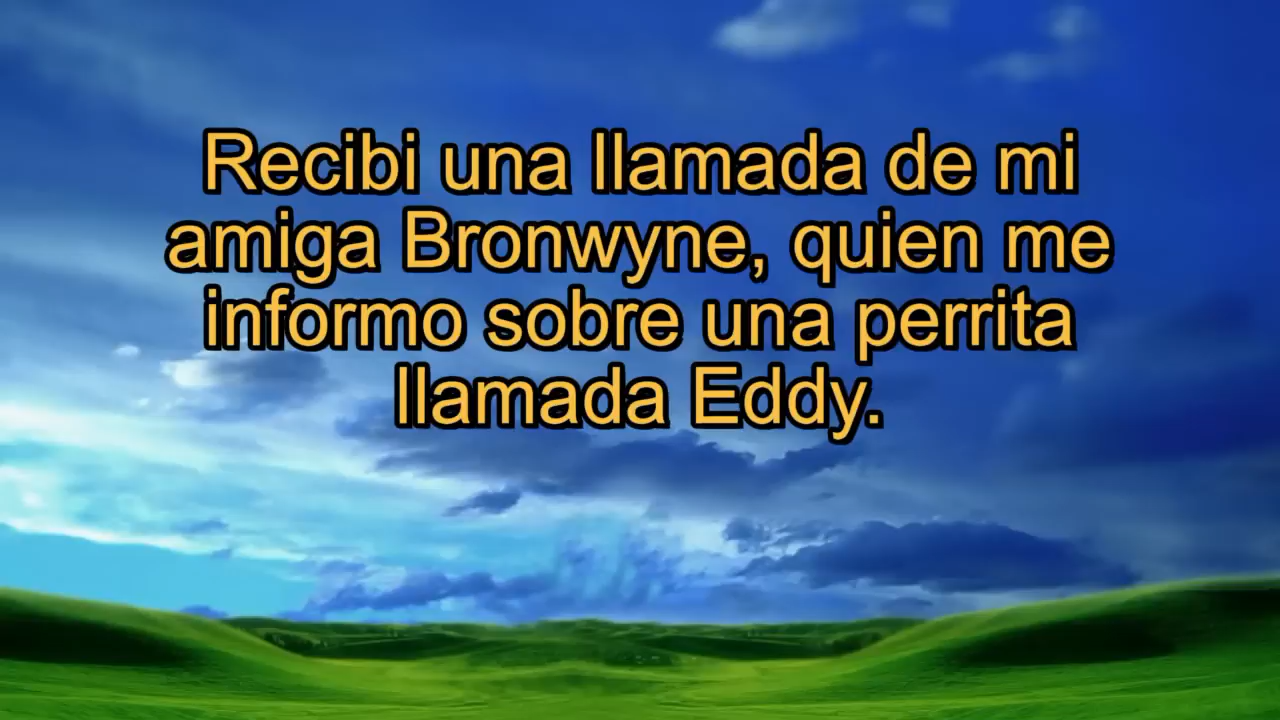 Recibi una llamada de mi
amiga Bronwyne, quien me
informo sobre una perrita
llamada Eddy.